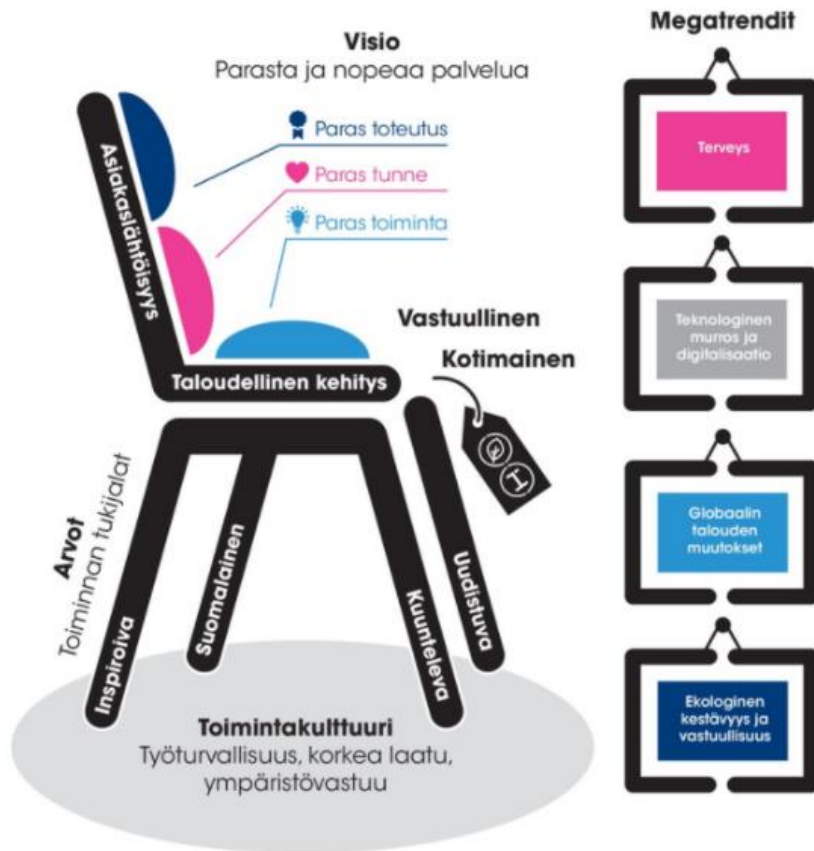 Visio
Parasta ja nopeaa palvelua
Paras toteutus
Paras tunne
Paras toiminta
Asiakaslähtöisyys
Taloudellinen kehitys
Vastuullinen
Kotimainen
Arvot
Toiminnan tukijalat
Inspiroiva
Suomalainen
Kuunteleva
Uudistuva
Toimintakulttuuri
Työturvallisuus, korkea laatu,
ympäristövastuu
Megatrendit
Terveys
Teknologinen
murros ja
digitalisaatio
Globaalin
talouden
muutokset
Ekologinen
kestävyys ja
vastuullisuus